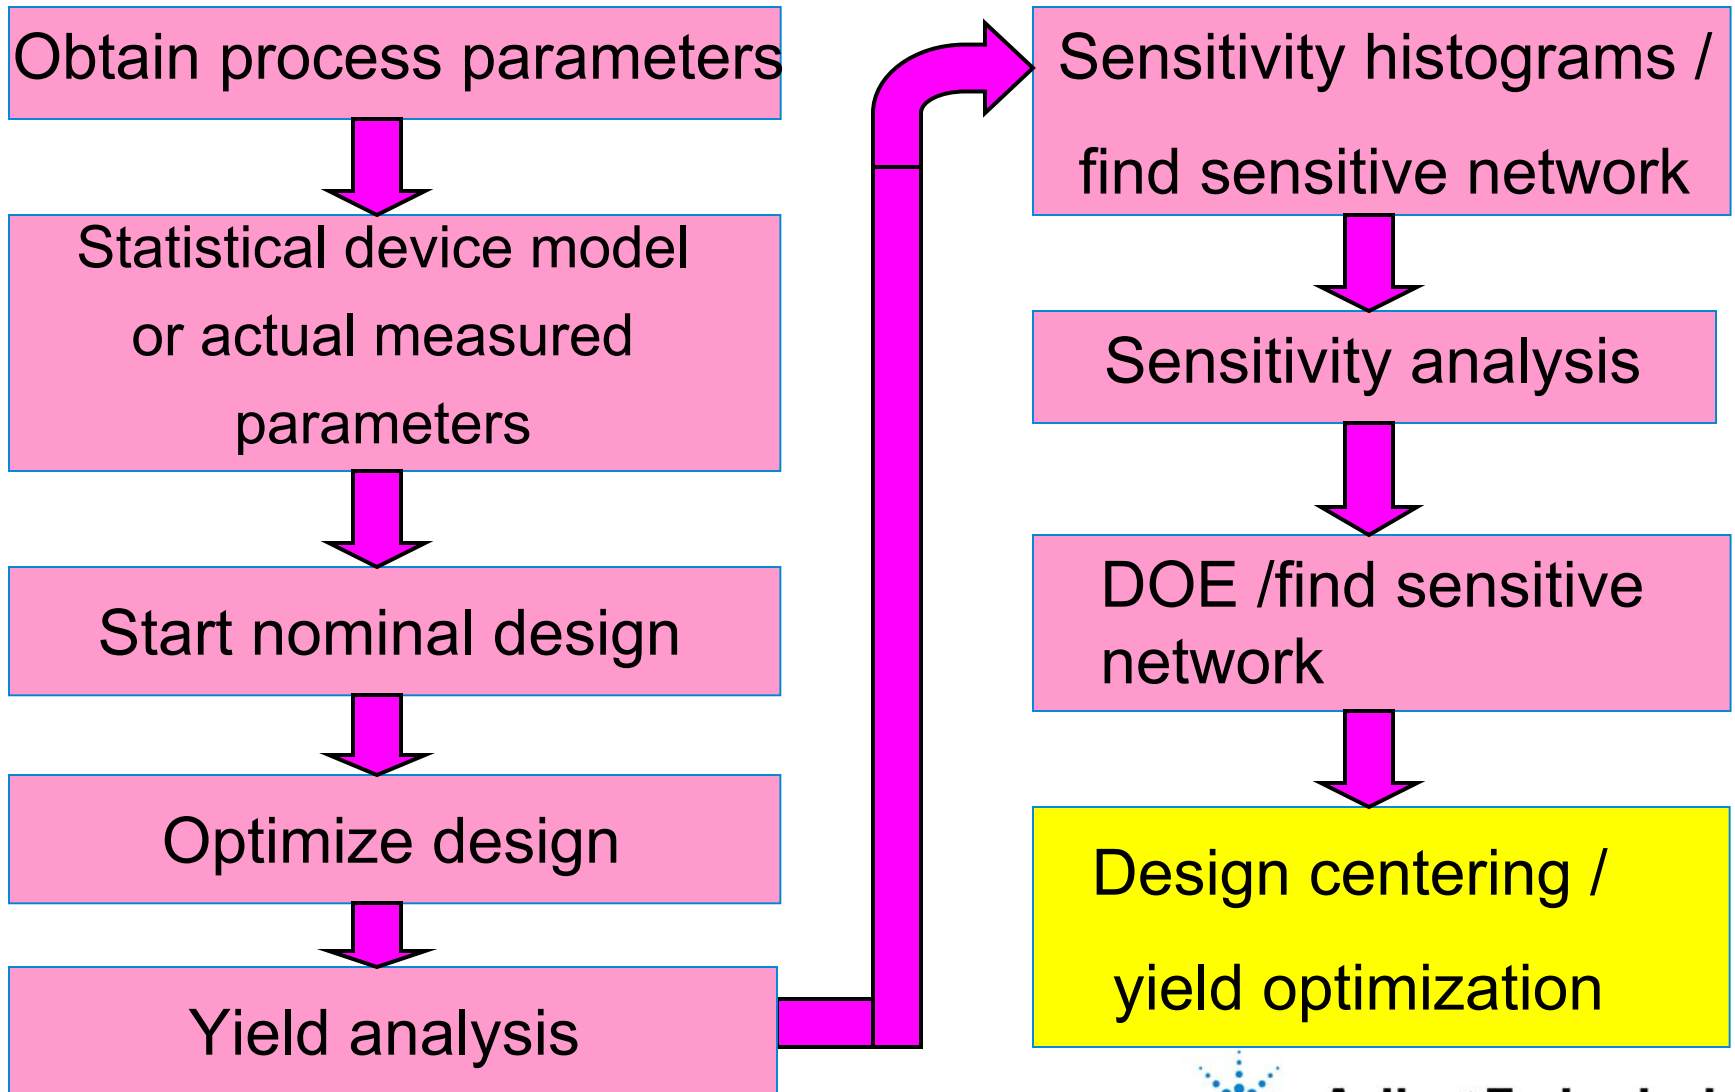 Obtain process parameters
Statistical device model
or actual measured
parameters
Start nominal design
Optimize design
Yield analysis
Sensitivity histograms /
find sensitive network
Sensitivity analysis
DOE /find sensitive
network
Design centering /
yield optimization